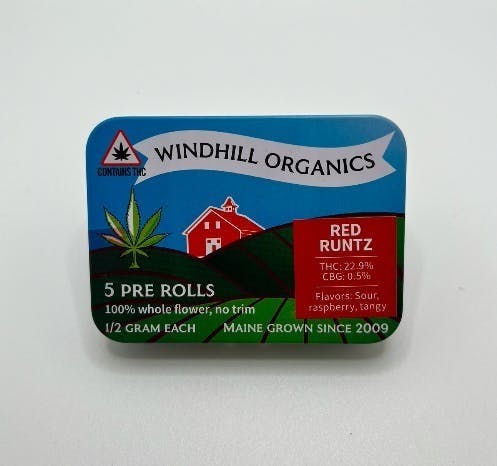 WINDHILL ORGANICS
CONTAINS THC
RED
RUNTZ
THC: 22.9%
CBG: 0.5%
Flavors: Sour,
raspberry, tangy
5 PRE ROLLS
100% whole flower, no trim
1/2 GRAM EACH MAINE GROWN SINCE 2009